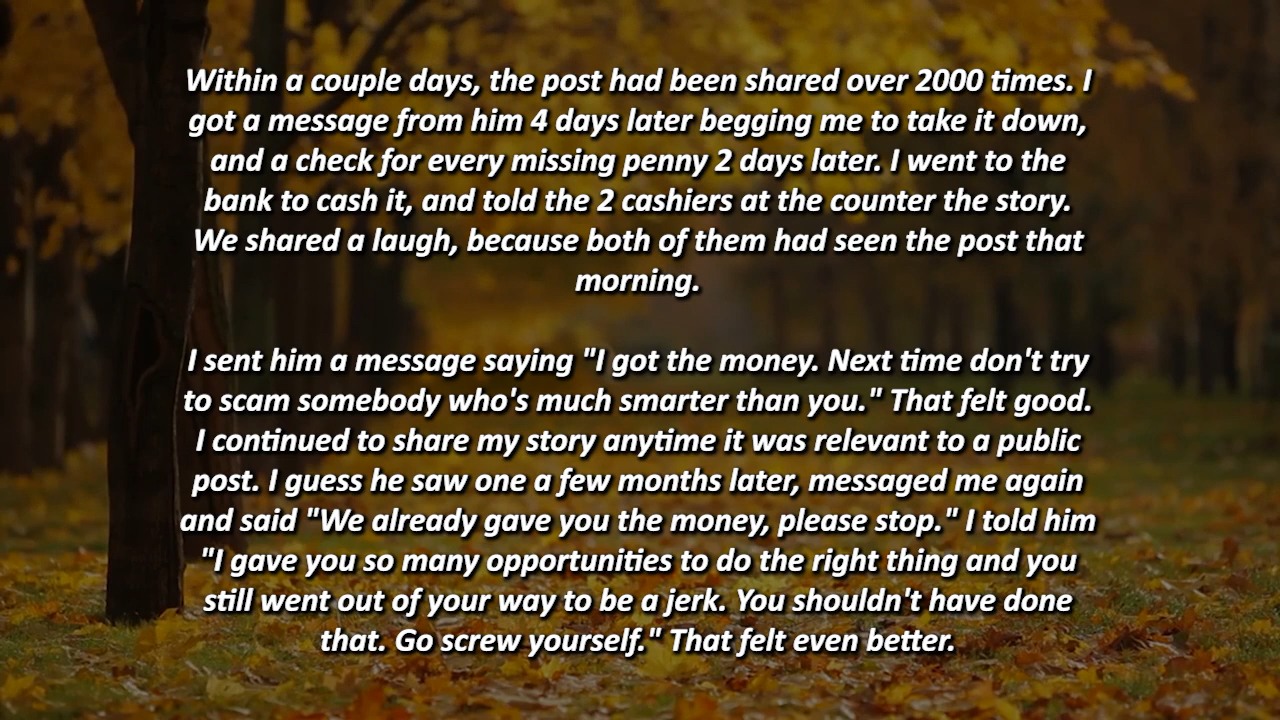 Within a couple days, the post had been shared over 2000 times. I
got a message from him 4 days later begging me to take it down,
and a check for every missing penny 2 days later. I went to the
bank to cash it, and told the 2 cashiers at the counter the story.
We shared a laugh, because both of them had seen the post that
morning.
I sent him a message saying "I got the money. Next time don't try
to scam somebody who's much smarter than you." That felt good.
I continued to share my story anytime it was relevant to a public
post. I guess he saw one a few months later, messaged me again
and said "We already gave you the money, please stop." I told him
"I gave you so many opportunities to do the right thing and you
still went out of your way to be a jerk. You shouldn't have done
that. Go screw yourself." That felt even better.